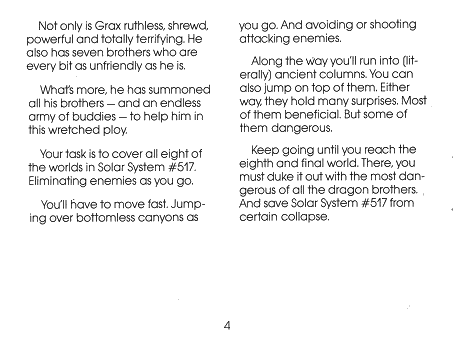 Not only is Grax ruthless, shrewd,
powerful and totally terrifying. He
also has seven brothers who are
every bit as unfriendly as he is.
What's more, he has summoned
all his brothers — and an endless
army of buddies — to help him in
this wretched ploy.
Your task is to cover all eight of
the worlds in Solar System #517.
Eliminating enemies as you go.
You'll have to move fast. Jump-
ing over bottomless canyons as
you go. And avoiding or shooting
attacking enemies.
Along the way you'll run into (lit-
erally) ancient columns. You can
also jump on top of them. Either
way, they hold many surprises. Most
of them beneficial. But some of
them dangerous.
Keep going until you reach the
eighth and final world. There, you
must duke it out with the most dan-
gerous of all the dragon brothers.
And save Solar System #517 from
certain collapse.
4